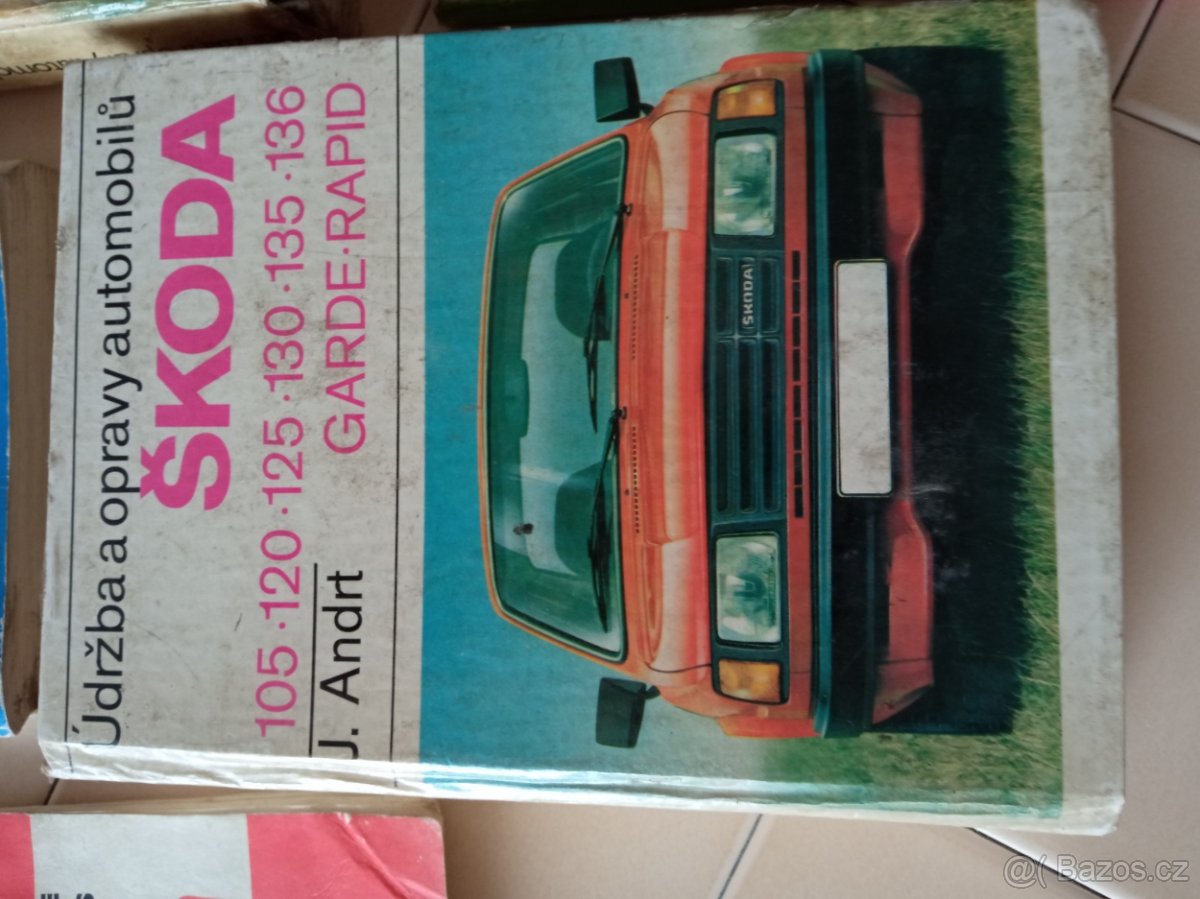 Údržba a opravy automobilů
ŠKODA
105·120·125·130·135·136
GARDE·RAPID
J. Andrt
ŠKODA
Bazos.cz